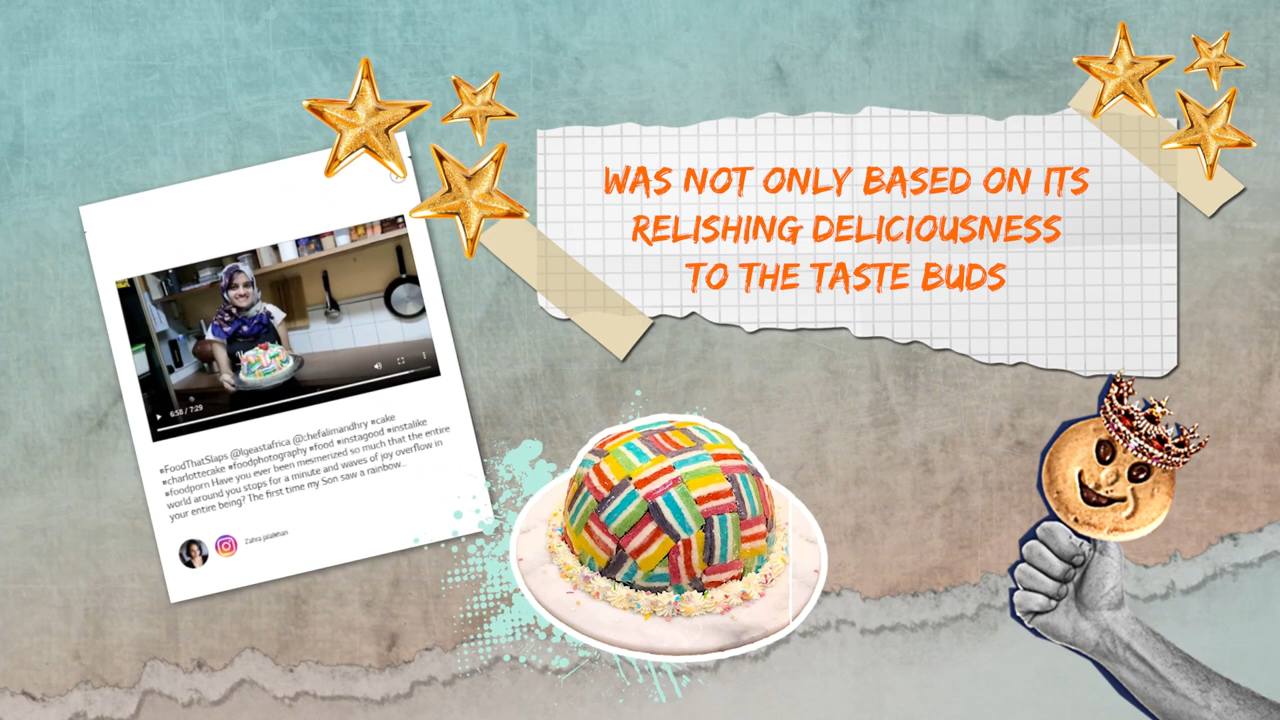 WAS NOT ONLY BASED ON ITS
RELISHING DELICIOUSNESS
TO THE TASTE BUDS
6:58 / 7:29
#FoodThatSlaps @lgeastafrica @chefalimandhry #cake
#charlottecake #foodphotography #food #instagood #instalike
#foodporn Have you ever been mesmerized so much that the entire
world around you stops for a minute and waves of joy overflow in
your entire being? The first time my Son saw a rainbow...
Zahra Jalalkhan